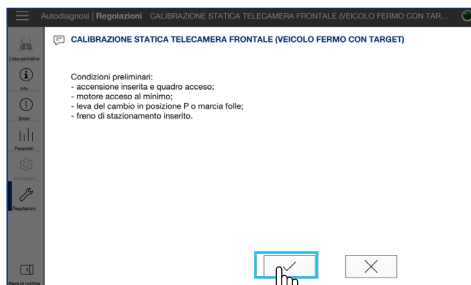 Autodiagnosi | Regolazioni CALIBRAZIONE STATICA TELECAMERA FRONTALE (VEICOLO FERMO CON TAR...
CALIBRAZIONE STATICA TELECAMERA FRONTALE (VEICOLO FERMO CON TARGET)
Lista centraline
Info
Errori
Parametri
Regolazioni
Condizioni preliminari:
- accensione inserita e quadro acceso;
- motore acceso al minimo;
- leva del cambio in posizione P o marcia folle;
- freno di stazionamento inserito.